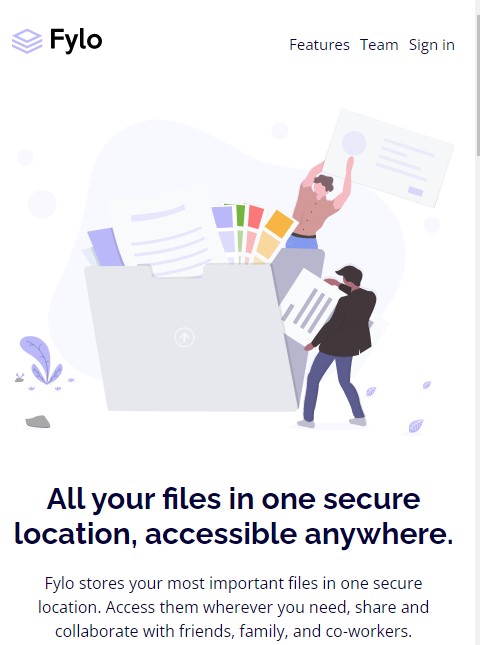 Fylo
Features Team Sign in
All your files in one secure
location, accessible anywhere.
Fylo stores your most important files in one secure
location. Access them wherever you need, share and
collaborate with friends, family, and co-workers.